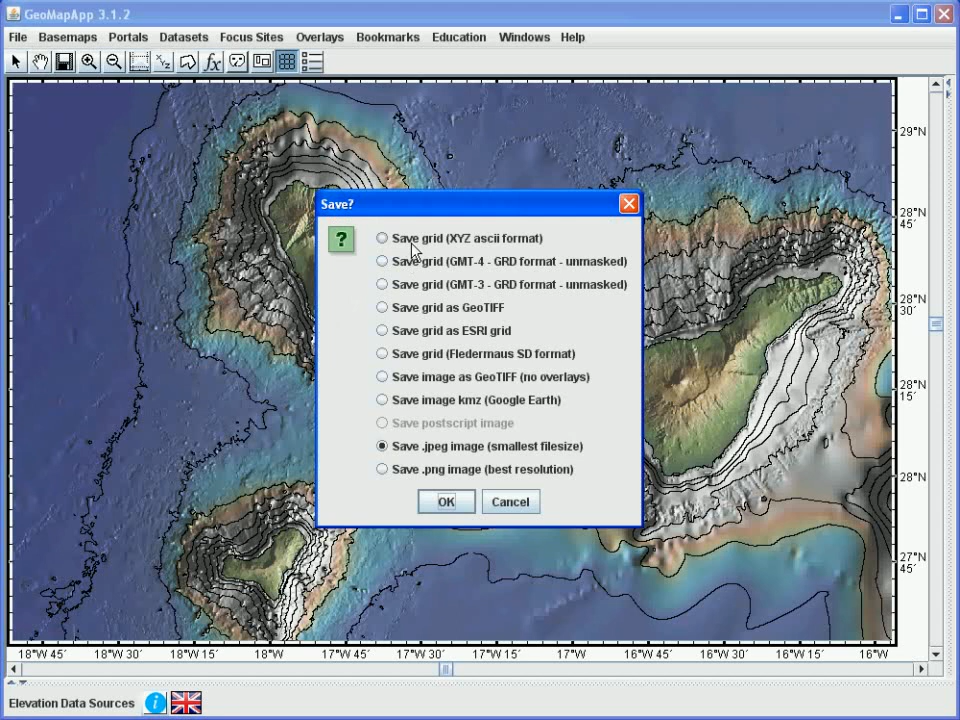 GeoMapApp 3.1.2
File Basemaps Portals Datasets Focus Sites Overlays Bookmarks Education Windows Help
29°N
Save?
Save grid (XYZ ascii format)
28°N
45'
Save grid (GMT-4 - GRD format - unmasked)
Save grid (GMT-3 - GRD format - unmasked)
28°N
30'
Save grid as GeoTIFF
Save grid as ESRI grid
Save grid (Fledermaus SD format)
Save image as GeoTIFF (no overlays)
28°N
15'
Save image kmz (Google Earth)
Save postscript image
Save .jpeg image (smallest filesize)
Save .png image (best resolution)
28°N
OK Cancel
27°N
45'
18°W 45' 18°W 30' 18°W 15' 18°W 17°W 45' 17°W 30' 17°W 15' 17°W 16°W 45' 16°W 30' 16°W 15' 16°W
Elevation Data Sources